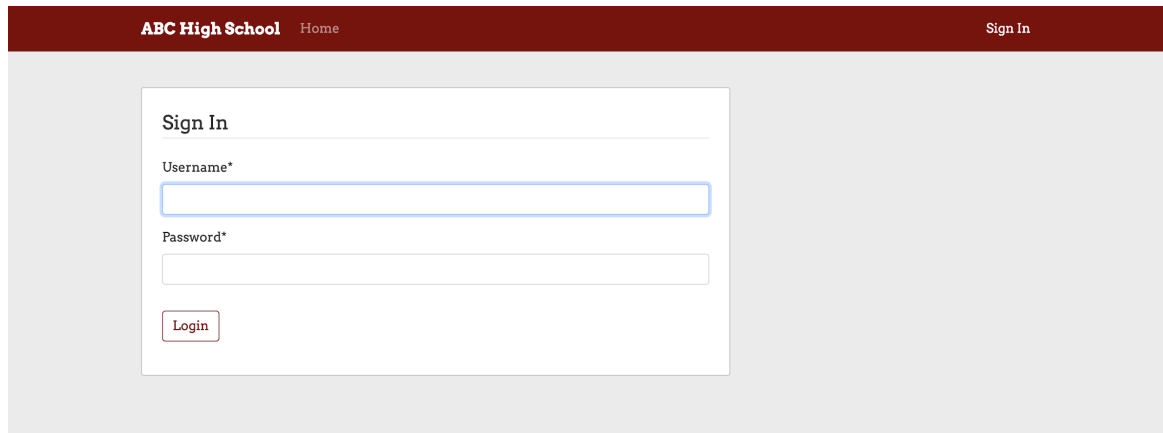 ABC High School Home Sign In
Sign In
Username*
Password*
Login